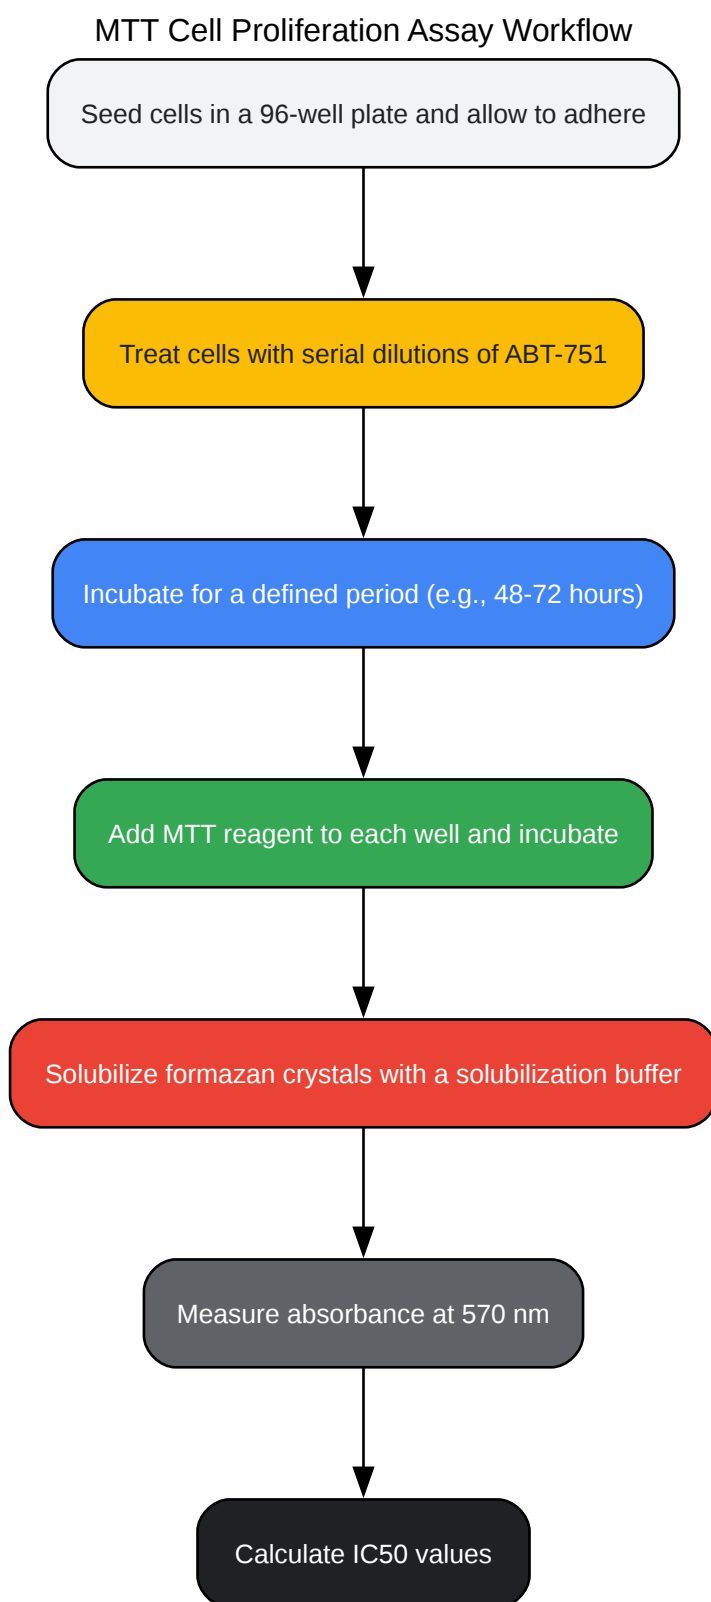 MTT Cell Proliferation Assay Workflow
Seed cells in a 96-well plate and allow to adhere
Treat cells with serial dilutions of ABT-751
Incubate for a defined period (e.g., 48-72 hours)
Add MTT reagent to each well and incubate
Solubilize formazan crystals with a solubilization buffer
Measure absorbance at 570 nm
Calculate IC50 values